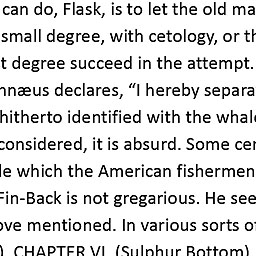 can do, Flask, is to let the old ma
small degree, with cetology, or th
t degree succeed in the attempt.
nnæus declares, “I hereby separa
hitherto identified with the whal
considered, it is absurd. Some cer
le which the American fishermen
Fin-Back is not gregarious. He see
ove mentioned. In various sorts of
). CHAPTER VI. (Sulphur Bottom)